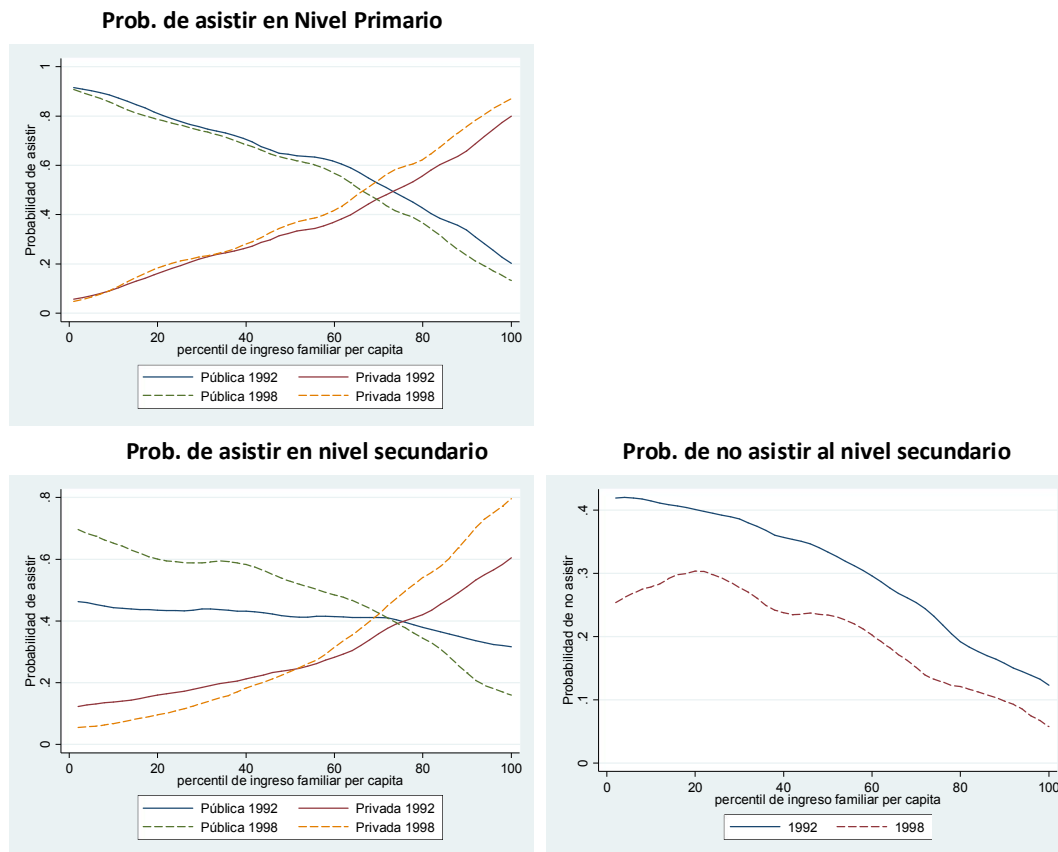 Prob. de asistir en Nivel Primario
Probabilidad de asistir
0 .2 .4 .6 .8 1
0 20 40 60 80 100
percentil de ingreso familiar per capita
Pública 1992 Privada 1992
Pública 1998 Privada 1998
Prob. de asistir en nivel secundario
Probabilidad de asistir
0 .2 .4 .6 .8
0 20 40 60 80 100
percentil de ingreso familiar per capita
Pública 1992 Privada 1992
Pública 1998 Privada 1998
Prob. de no asistir al nivel secundario
Probabilidad de no asistir
0 .1 .2 .3 .4
0 20 40 60 80 100
percentil de ingreso familiar per capita
1992 1998